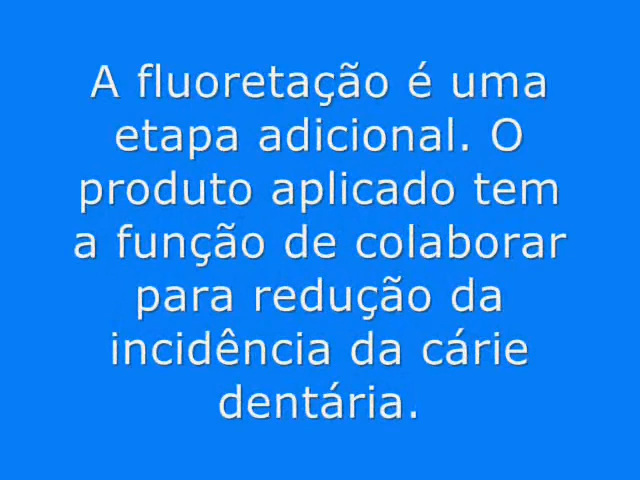 A fluoretação é uma
etapa adicional. O
produto aplicado tem
a função de colaborar
para redução da
incidência da cárie
dentária.